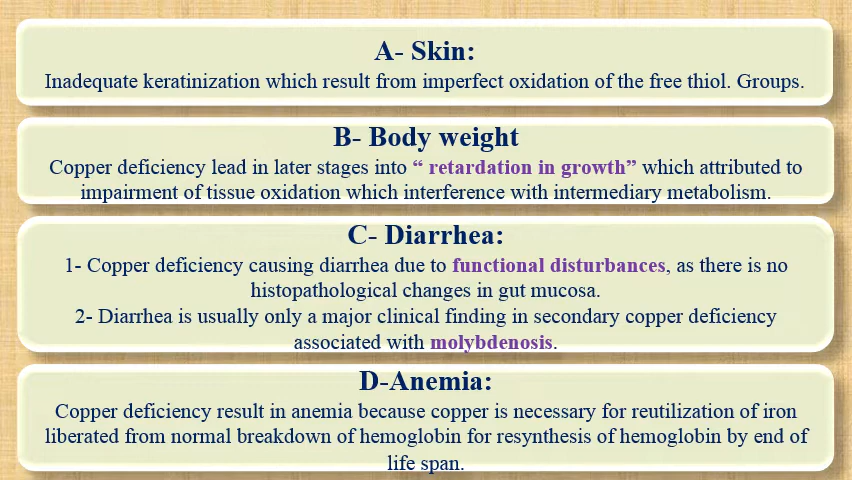 A- Skin:
Inadequate keratinization which result from imperfect oxidation of the free thiol. Groups.
B- Body weight
Copper deficiency lead in later stages into “ retardation in growth” which attributed to
impairment of tissue oxidation which interference with intermediary metabolism.
C- Diarrhea:
1- Copper deficiency causing diarrhea due to functional disturbances, as there is no
histopathological changes in gut mucosa.
2- Diarrhea is usually only a major clinical finding in secondary copper deficiency
associated with molybdenosis.
D-Anemia:
Copper deficiency result in anemia because copper is necessary for reutilization of iron
liberated from normal breakdown of hemoglobin for resynthesis of hemoglobin by end of
life span.